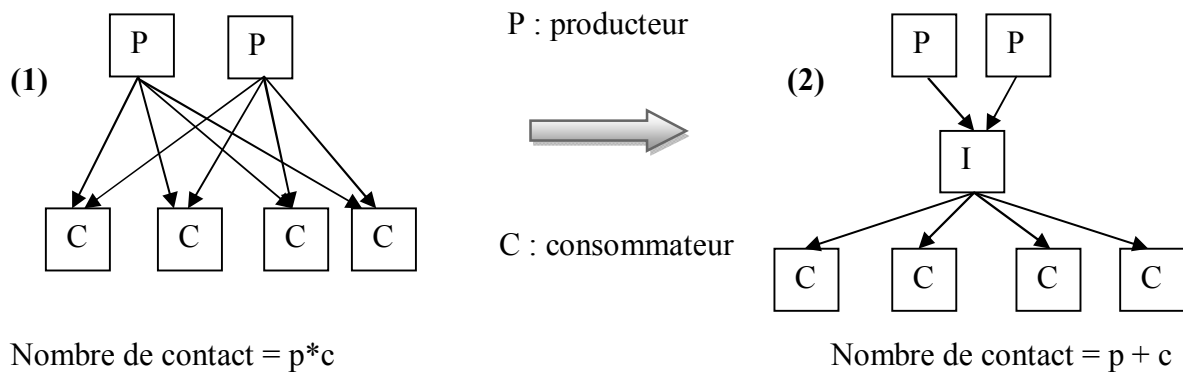 P P
P : producteur
P P
(1)
(2)
I
C C C C
C : consommateur
C C C C
Nombre de contact = p*c
Nombre de contact = p + c